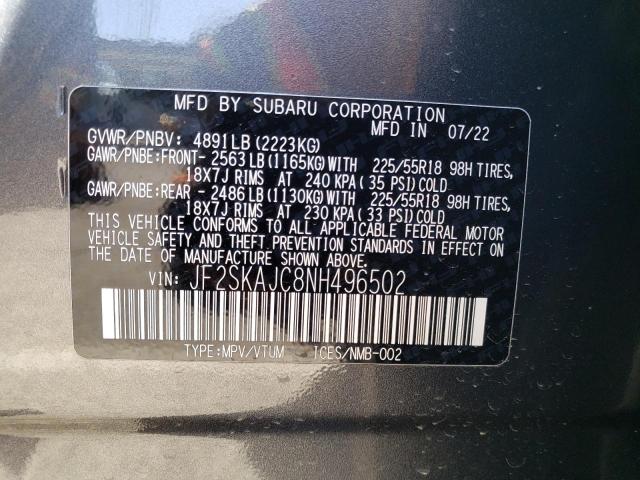 MFD BY SUBARU CORPORATION
GVWR/PNBV: 4891LB(2223KG) MFD IN 07/22
GAWR/PNBE:FRONT- 2563LB(1165KG)WITH 225/55R18 98H TIRES,
18X7J RIMS AT 240 KPA(35 PSI)COLD
GAWR/PNBE:REAR - 2486LB(1130KG)WITH 225/55R18 98H TIRES,
18X7J RIMS AT 230 KPA(33 PSI)COLD
THIS VEHICLE CONFORMS TO ALL APPLICABLE FEDERAL MOTOR
VEHICLE SAFETY AND THEFT PREVENTION STANDARDS IN EFFECT ON
THE DATE OF MANUFACTURE SHOWN ABOVE.
VIN: JF2SKAJC8NH496502
TYPE:MPV/VTUM ICES/NMB-002